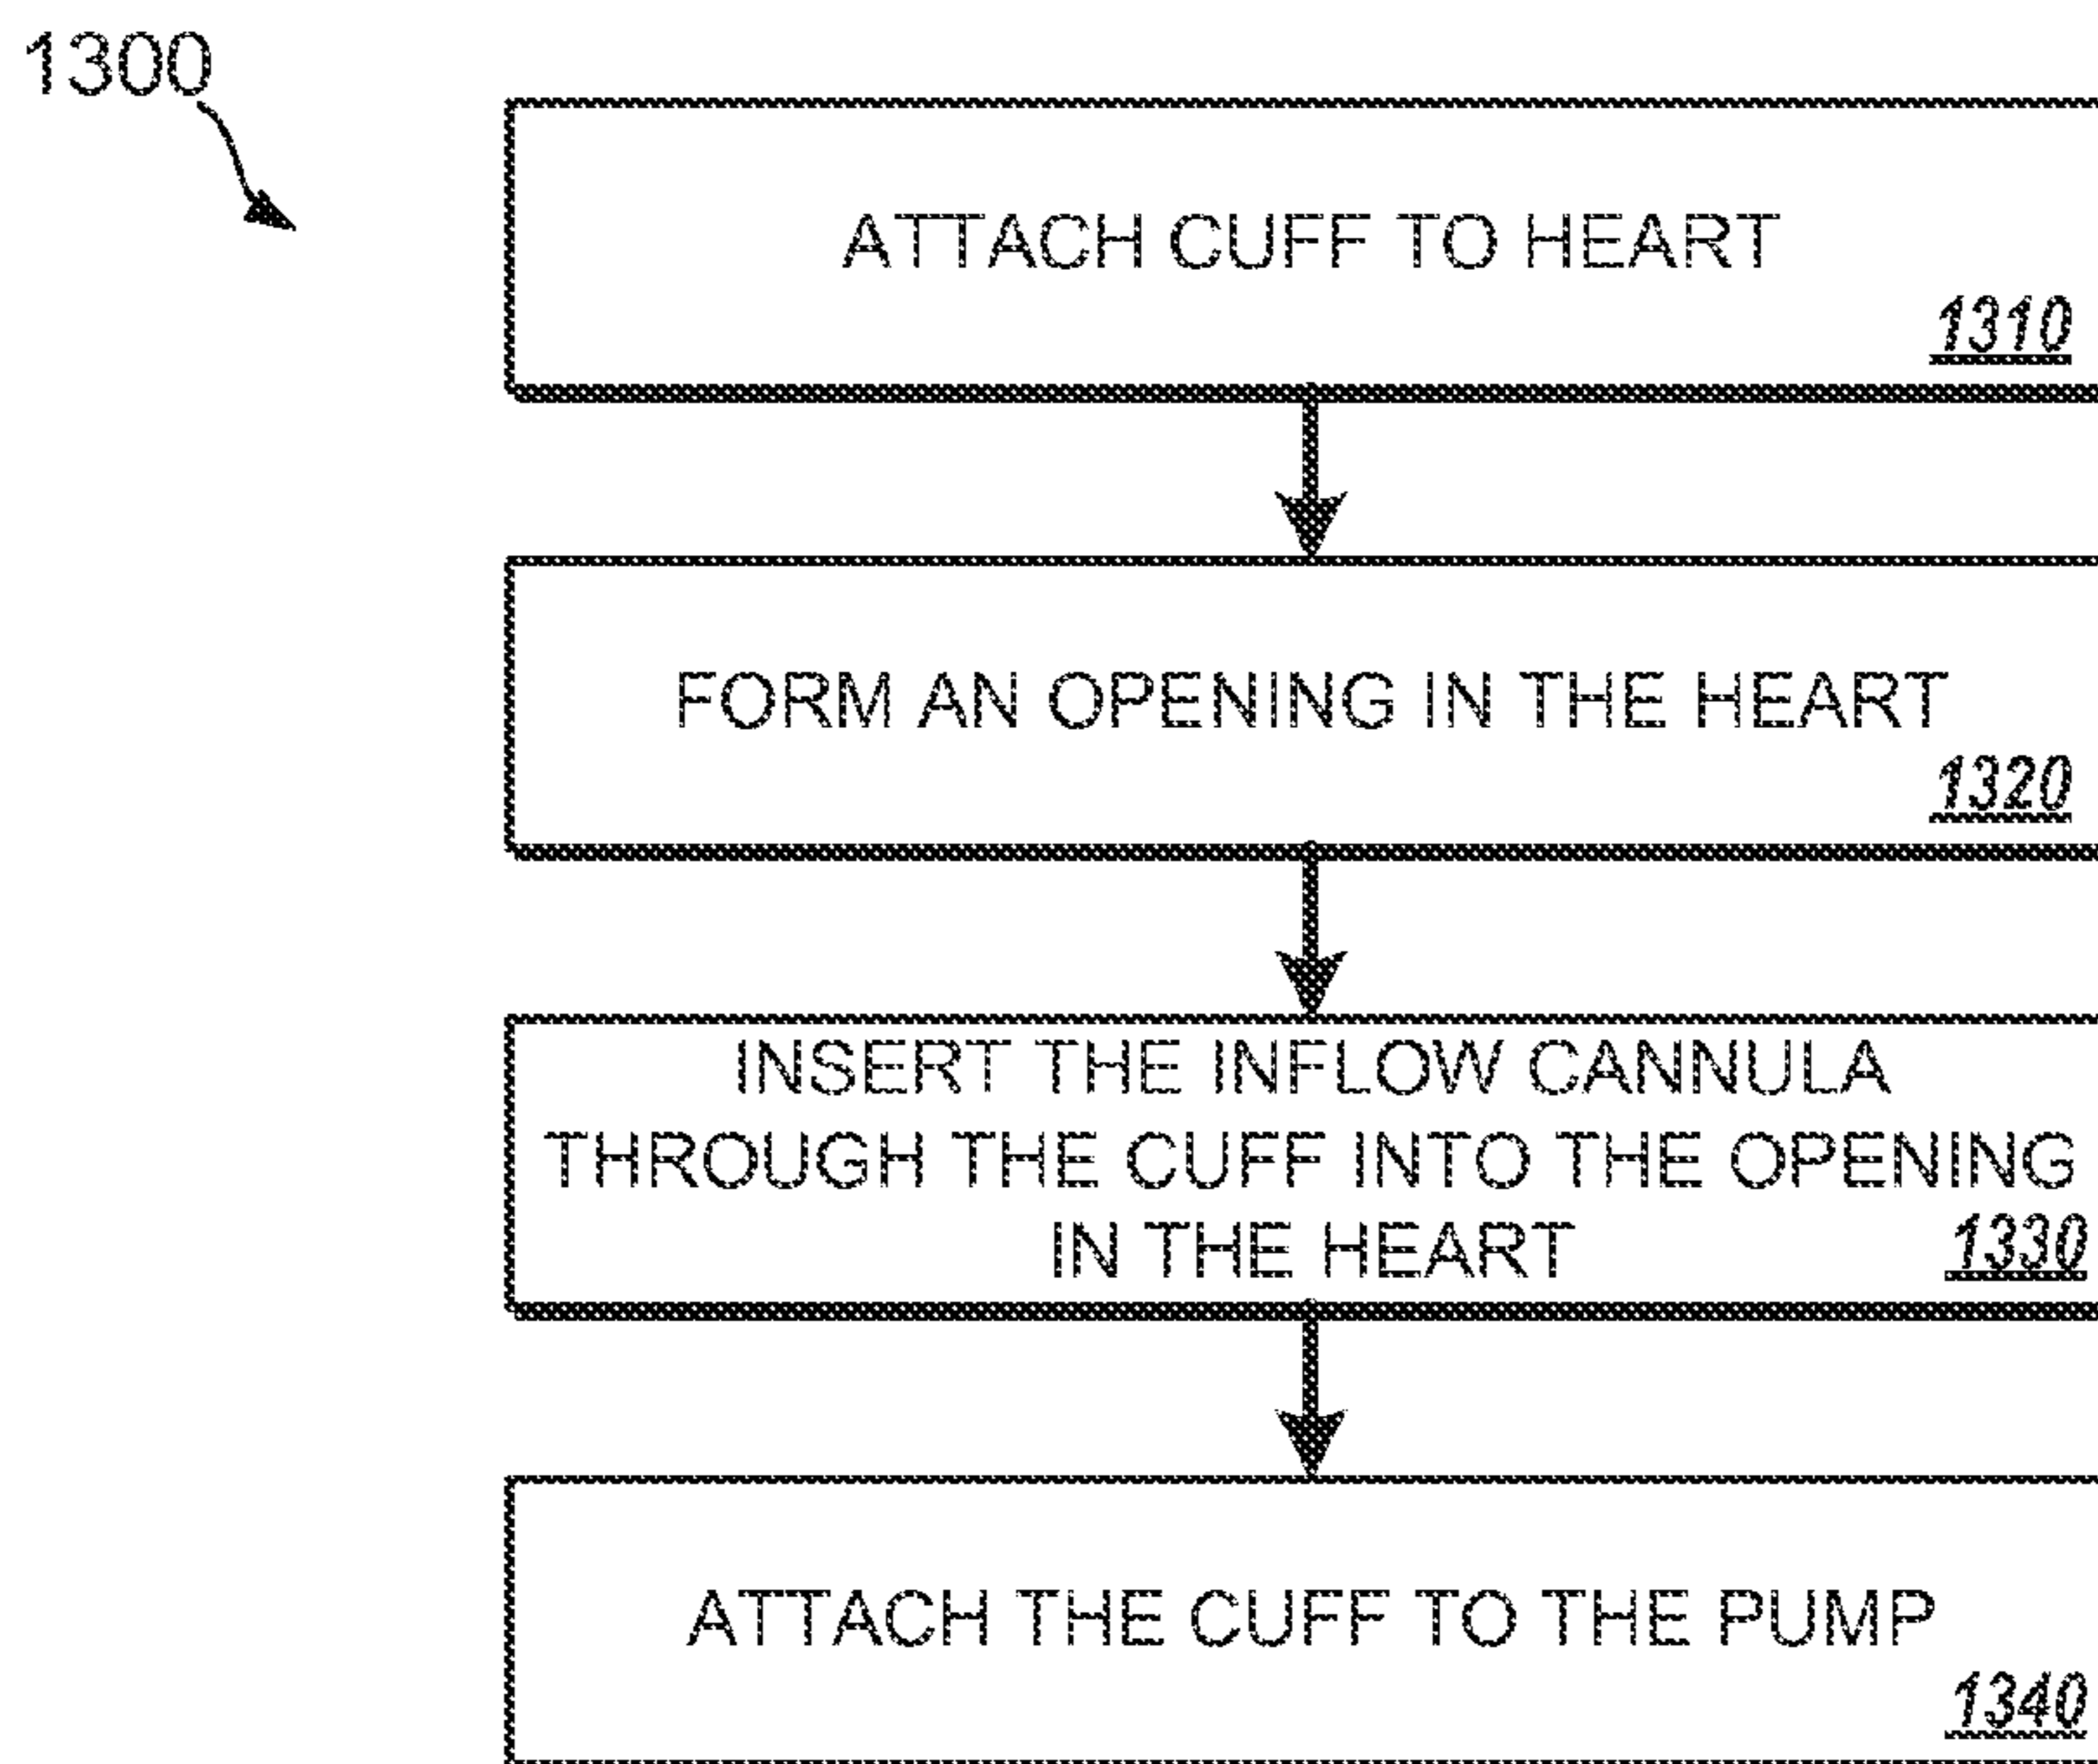 1300
ATTACH CUFF TO HEART
1310
FORM AN OPENING IN THE HEART
1320
INSERT THE INFLOW CANNULA
THROUGH THE CUFF INTO THE OPENING
IN THE HEART
1330
ATTACH THE CUFF TO THE PUMP
1340